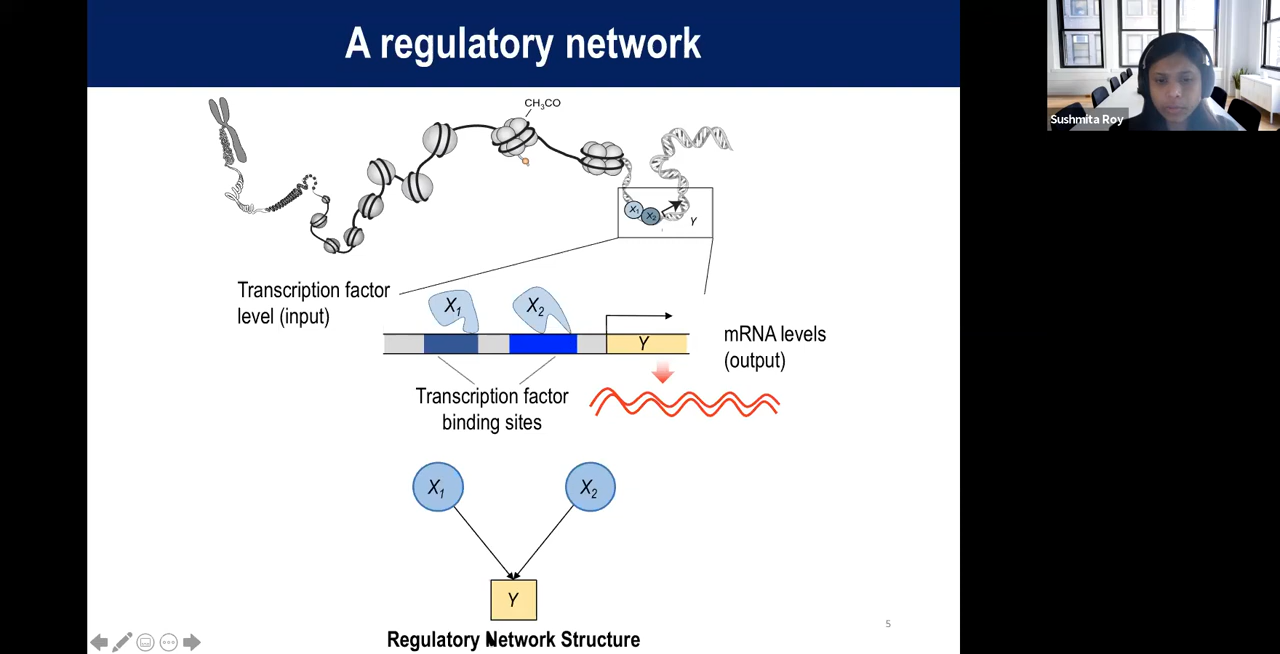 A regulatory network
Sushmita Roy
CH₃CO
X₁
X₂
Y
Transcription factor
level (input)
X₁
X₂
Y
mRNA levels
(output)
Transcription factor
binding sites
X₁
X₂
Y
Regulatory Network Structure
5